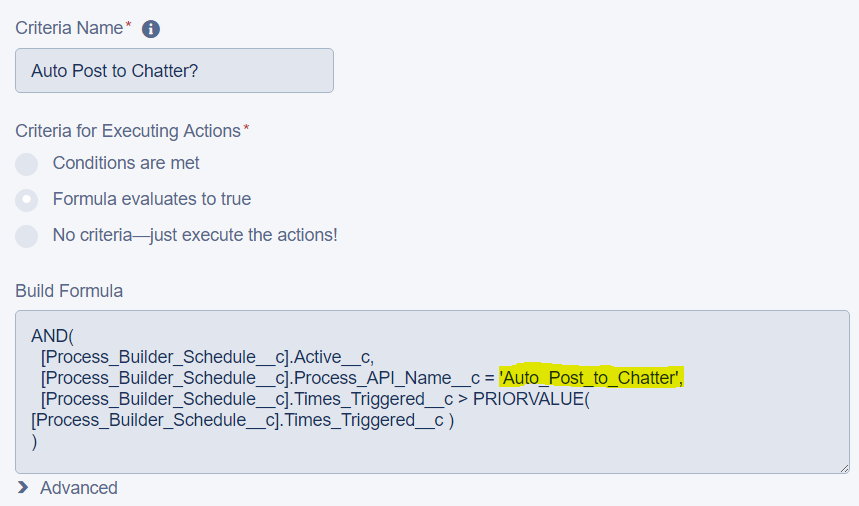 Criteria Name*
Auto Post to Chatter?
Criteria for Executing Actions*
Conditions are met
Formula evaluates to true
No criteria—just execute the actions!
Build Formula
AND(
[Process_Builder_Schedule__c].Active__c,
[Process_Builder_Schedule__c].Process_API_Name__c = 'Auto_Post_to_Chatter',
[Process_Builder_Schedule__c].Times_Triggered__c > PRIORVALUE(
[Process_Builder_Schedule__c].Times_Triggered__c )
)
Advanced